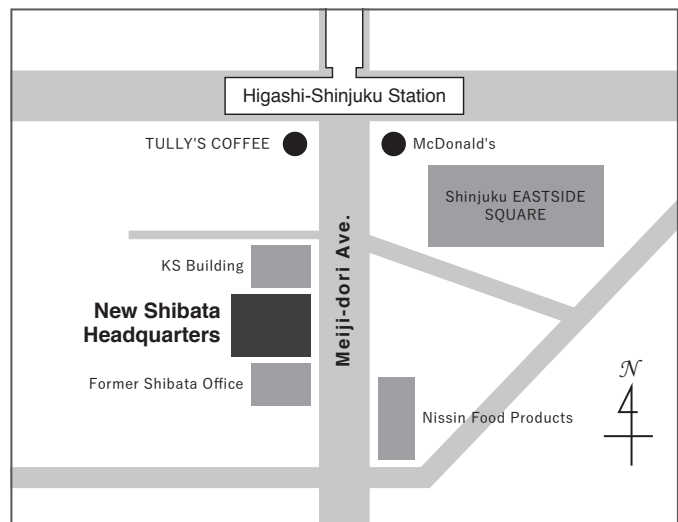 Higashi-Shinjuku Station
TULLY'S COFFEE
McDonald's
Shinjuku EASTSIDE
SQUARE
Meiji-dori Ave.
KS Building
New Shibata
Headquarters
Former Shibata Office
Nissin Food Products
N